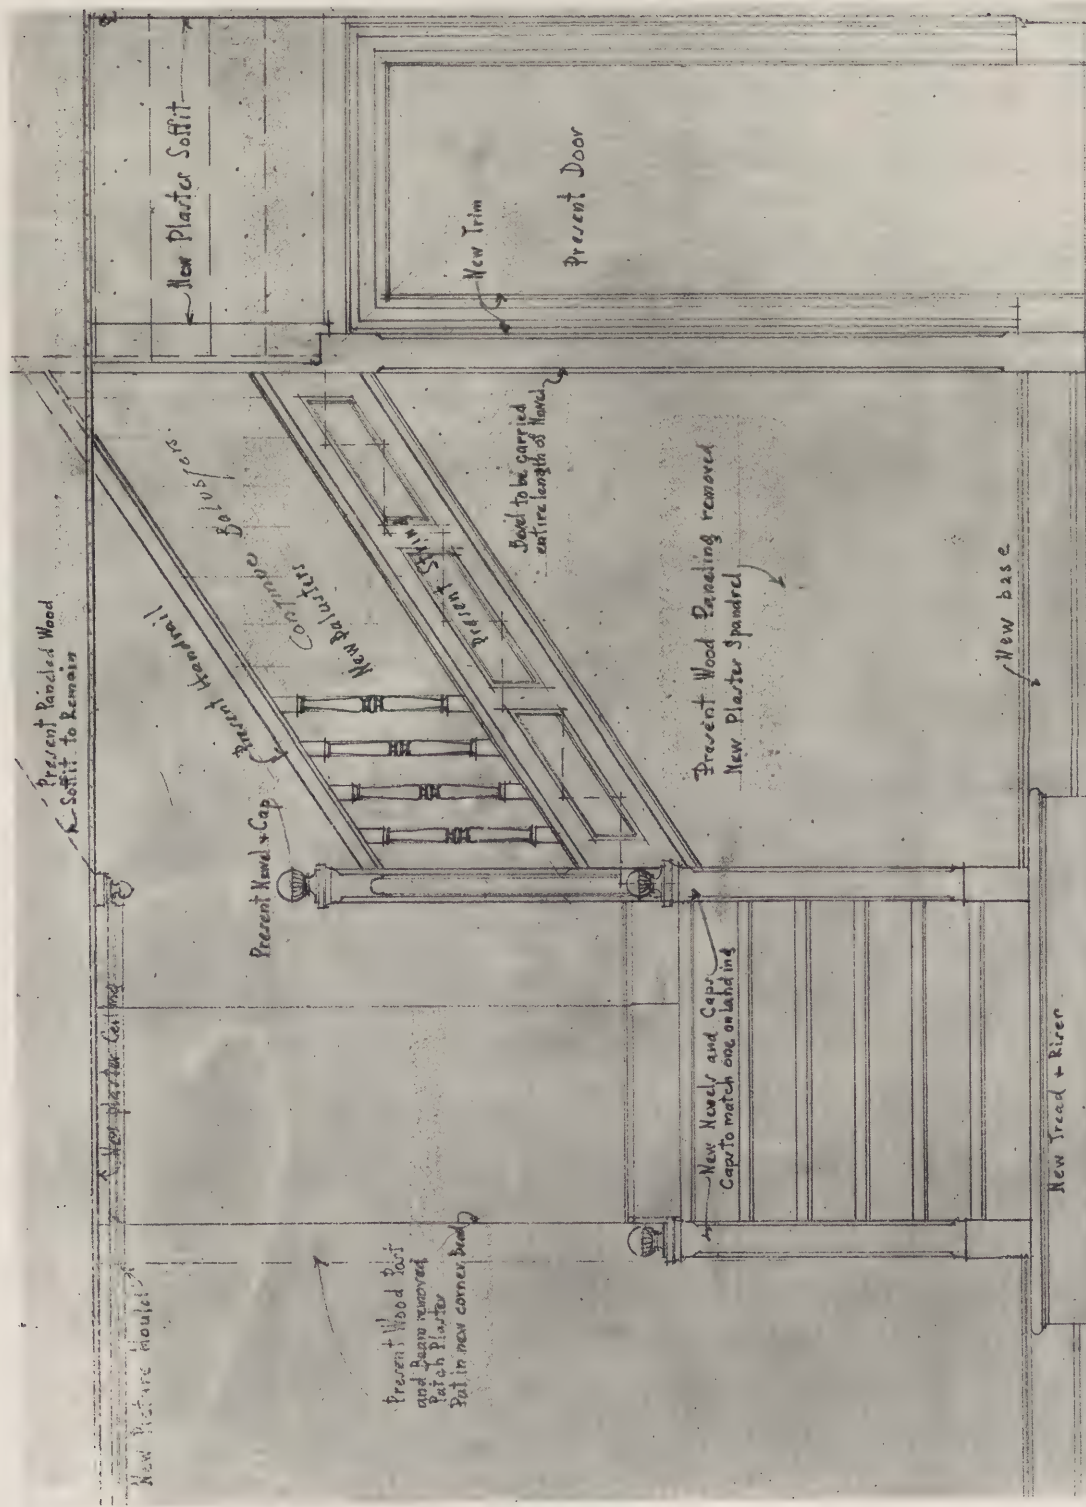 New Picture Mould
New plaster Ceiling
Present Paneled Wood
Soffit to Remain
New Plaster Soffit
Present Wood Post
and Beam removed
Patch Plaster
Put in new corner bead
Present Newel & Cap
Present Handrail
Continue
Balusters.
New Balusters
Present String
Bevel to be carried
entire length of Newel
New Trim
Present Door
New Newels and Caps
Caps to match one on landing
Present Wood Paneling removed
New Plaster Spandrel
New base
New Tread + Riser